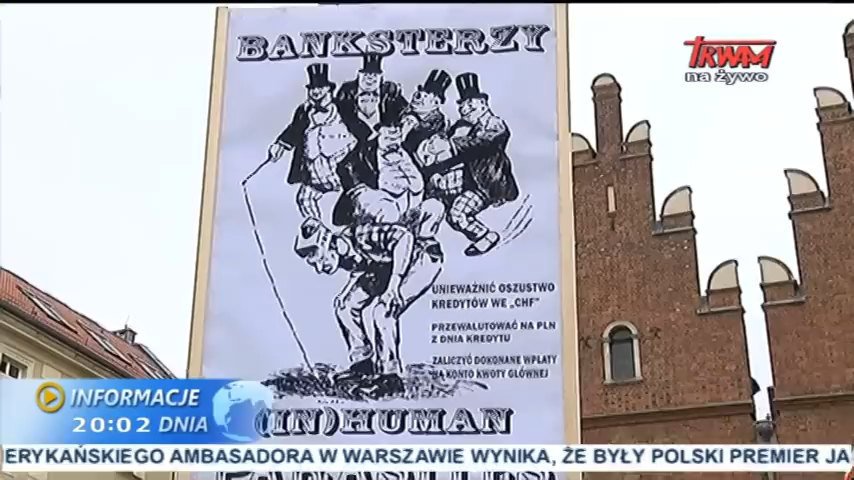 BANKSTERZY
TRWAM
na żywo
UNIEWAŻNIĆ OSZUSTWO
KREDYTÓW WE „CHF"
PRZEWALUTOWAĆ NA PLN
Z DNIA KREDYTU
ZALICZYĆ DOKONANE WPŁATY
NA KONTO KWOTY GŁÓWNEJ
(IN)HUMAN
INFORMACJE
20:02 DNIA
ERYKAŃSKIEGO AMBASADORA W WARSZAWIE WYNIKA, ŻE BYŁY POLSKI PREMIER JA